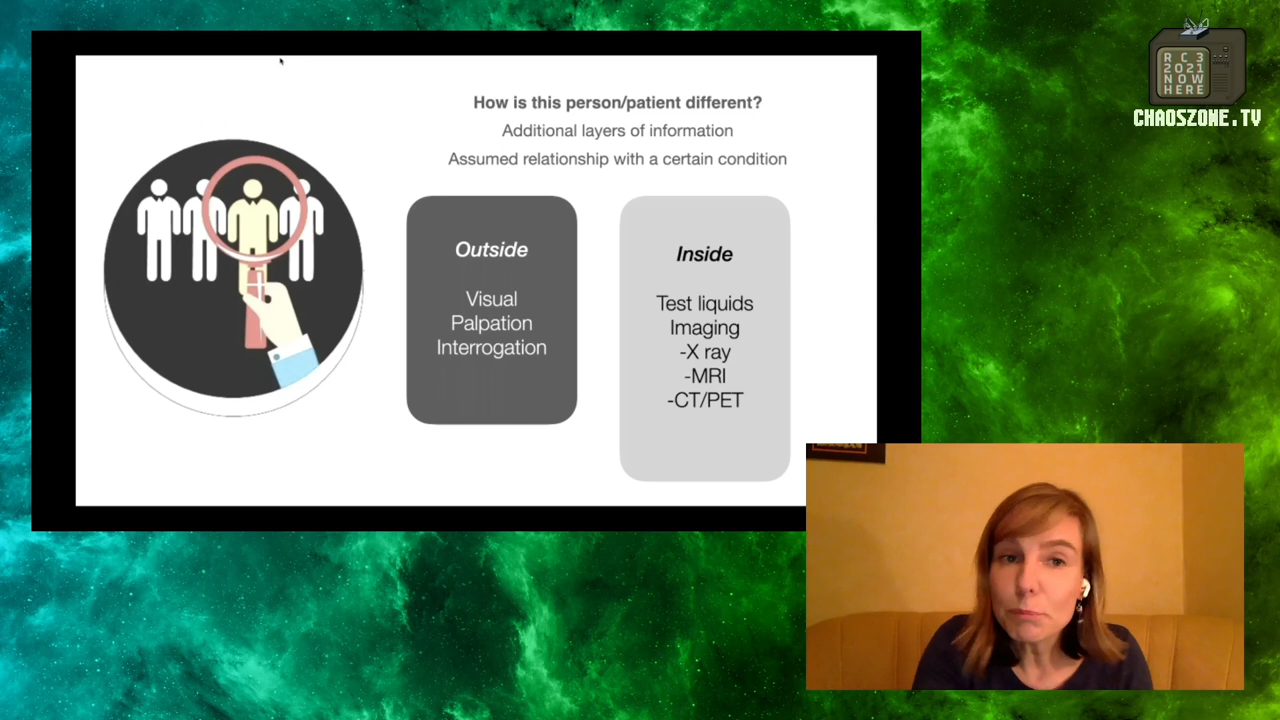 How is this person/patient different?
Additional layers of information
Assumed relationship with a certain condition
Outside
Visual
Palpation
Interrogation
Inside
Test liquids
Imaging
-X ray
-MRI
-CT/PET
R C 3
2021
NOW
HERE
CHAOSZONE.TV